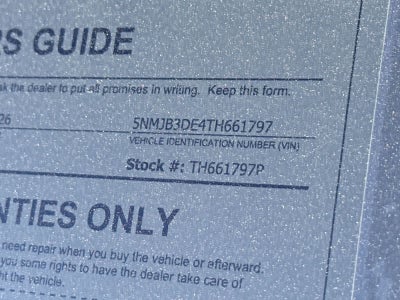 RS GUIDE
ask the dealer to put all promises in writing. Keep this form.
26 5NMJB3DE4TH661797
VEHICLE IDENTIFICATION NUMBER (VIN)
Stock #: TH661797P
NTIES ONLY
need repair when you buy the vehicle or afterward.
you some rights to have the dealer take care of
ht the vehicle.